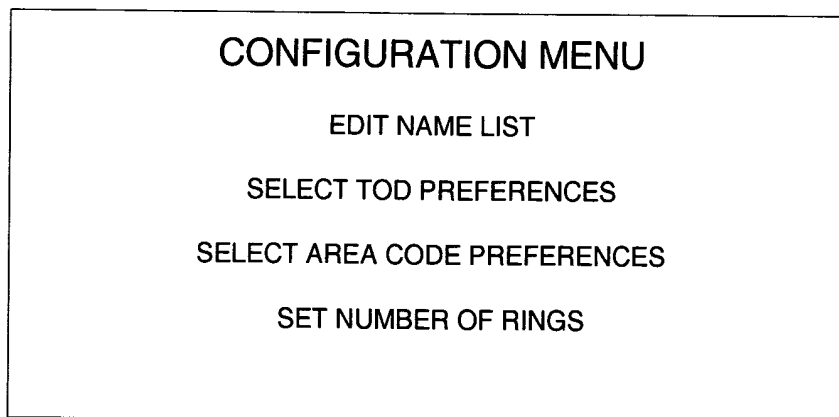 CONFIGURATION MENU
EDIT NAME LIST
SELECT TOD PREFERENCES
SELECT AREA CODE PREFERENCES
SET NUMBER OF RINGS